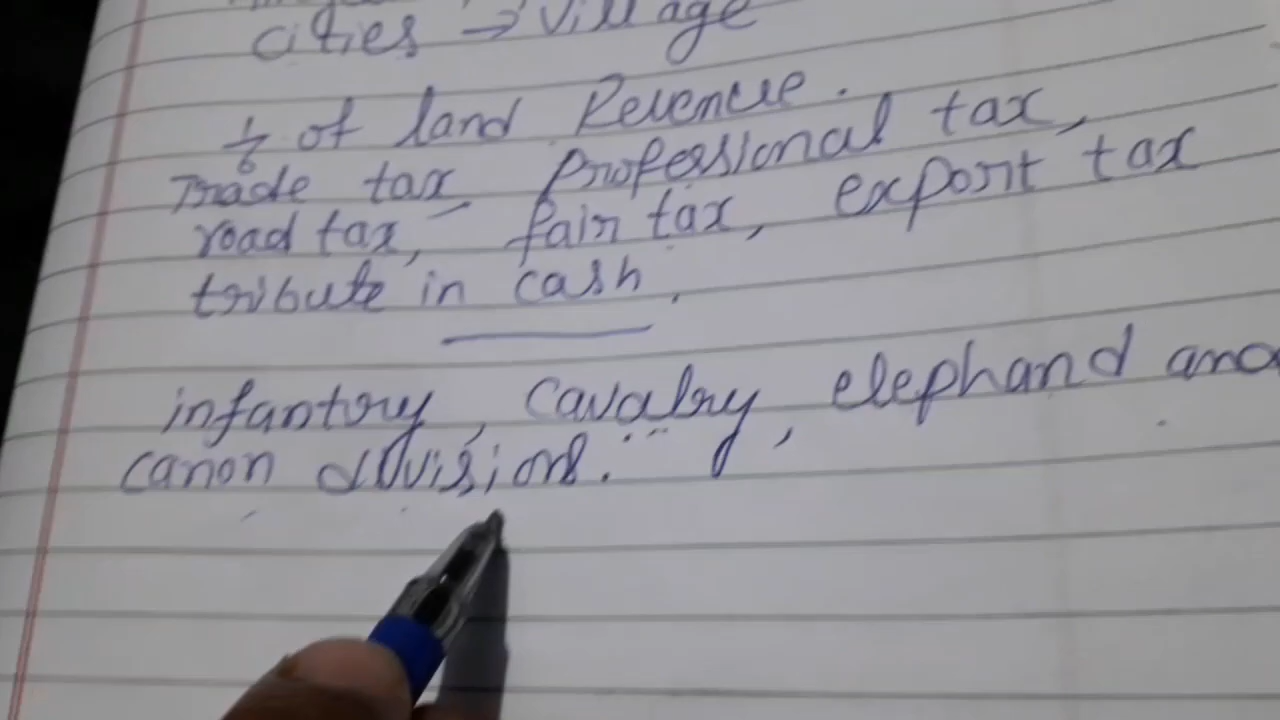 cities → village
1/6 of land Revenue.
Trade tax, Professional tax,
road tax, fair tax, export tax
tribute in cash.
infantory, cavalry, elephand and
canon divisions.